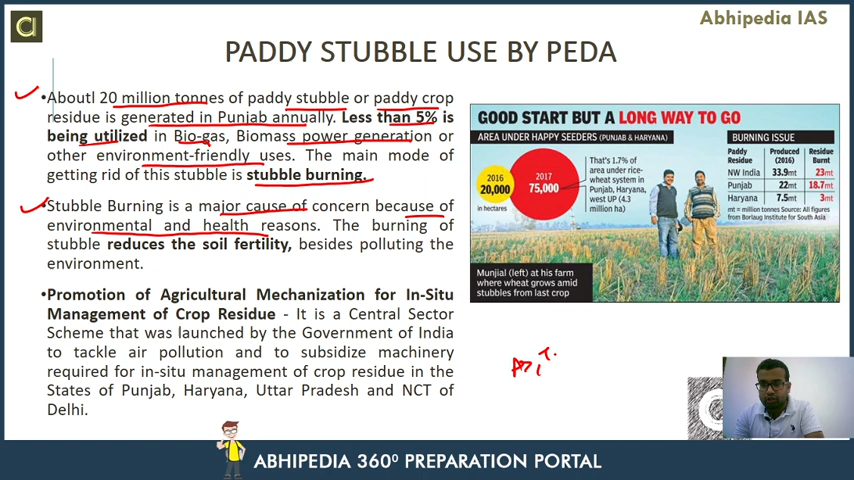 Abhipedia IAS
PADDY STUBBLE USE BY PEDA
•Aboutl 20 million tonnes of paddy stubble or paddy crop
residue is generated in Punjab annually. Less than 5% is
being utilized in Bio-gas, Biomass power generation or
other environment-friendly uses. The main mode of
getting rid of this stubble is stubble burning.
•Stubble Burning is a major cause of concern because of
environmental and health reasons. The burning of
stubble reduces the soil fertility, besides polluting the
environment.
•Promotion of Agricultural Mechanization for In-Situ
Management of Crop Residue - It is a Central Sector
Scheme that was launched by the Government of India
to tackle air pollution and to subsidize machinery
required for in-situ management of crop residue in the
States of Punjab, Haryana, Uttar Pradesh and NCT of
Delhi.
GOOD START BUT A LONG WAY TO GO
AREA UNDER HAPPY SEEDERS (PUNJAB & HARYANA)
2016
20,000
in hectares
2017
75,000
That's 1.7% of
area under rice-
wheat system in
Punjab, Haryana,
west UP (4.3
million ha)
BURNING ISSUE
Paddy Residue Produced (2016) Residue Burnt
NW India 33.9mt 23mt
Punjab 22mt 18.7mt
Haryana 7.5mt 3mt
mt = million tonnes Source: All figures
from Borlaug Institute for South Asia
Munjial (left) at his farm
where wheat grows amid
stubbles from last crop
ABHIPEDIA 360⁰ PREPARATION PORTAL